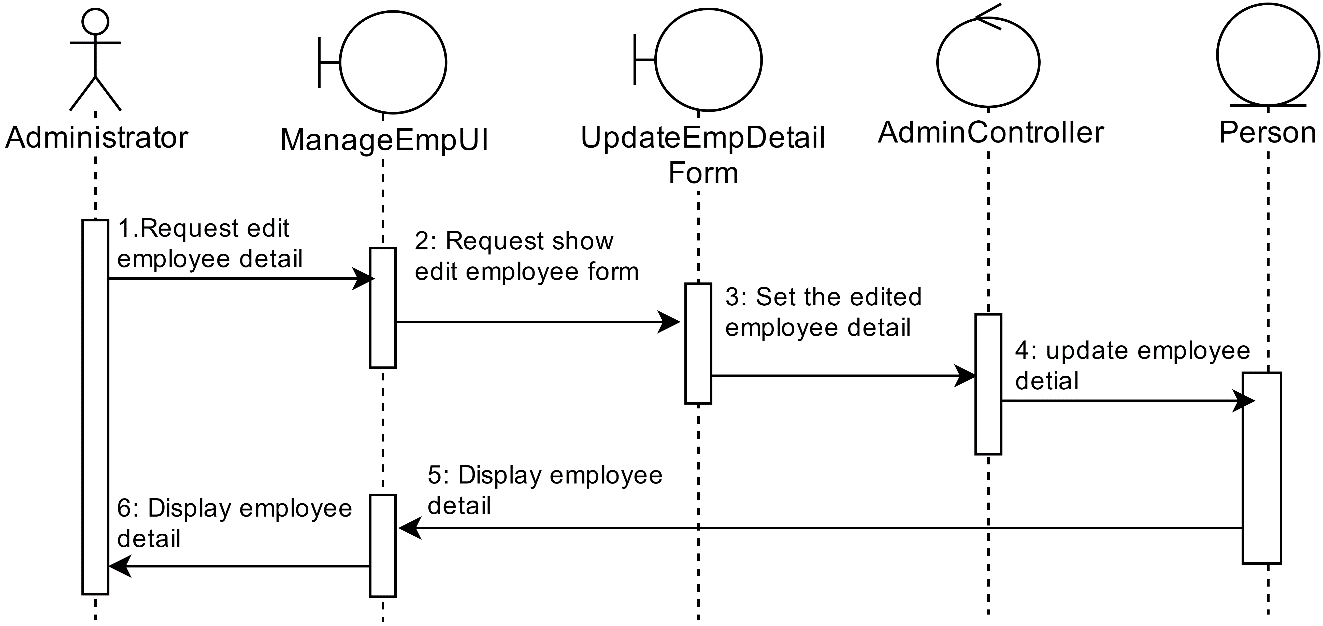 Administrator
ManageEmpUI
UpdateEmpDetail
Form
AdminController
Person
1.Request edit
employee detail
2: Request show
edit employee form
3: Set the edited
employee detail
4: update employee
detial
5: Display employee
detail
6: Display employee
detail